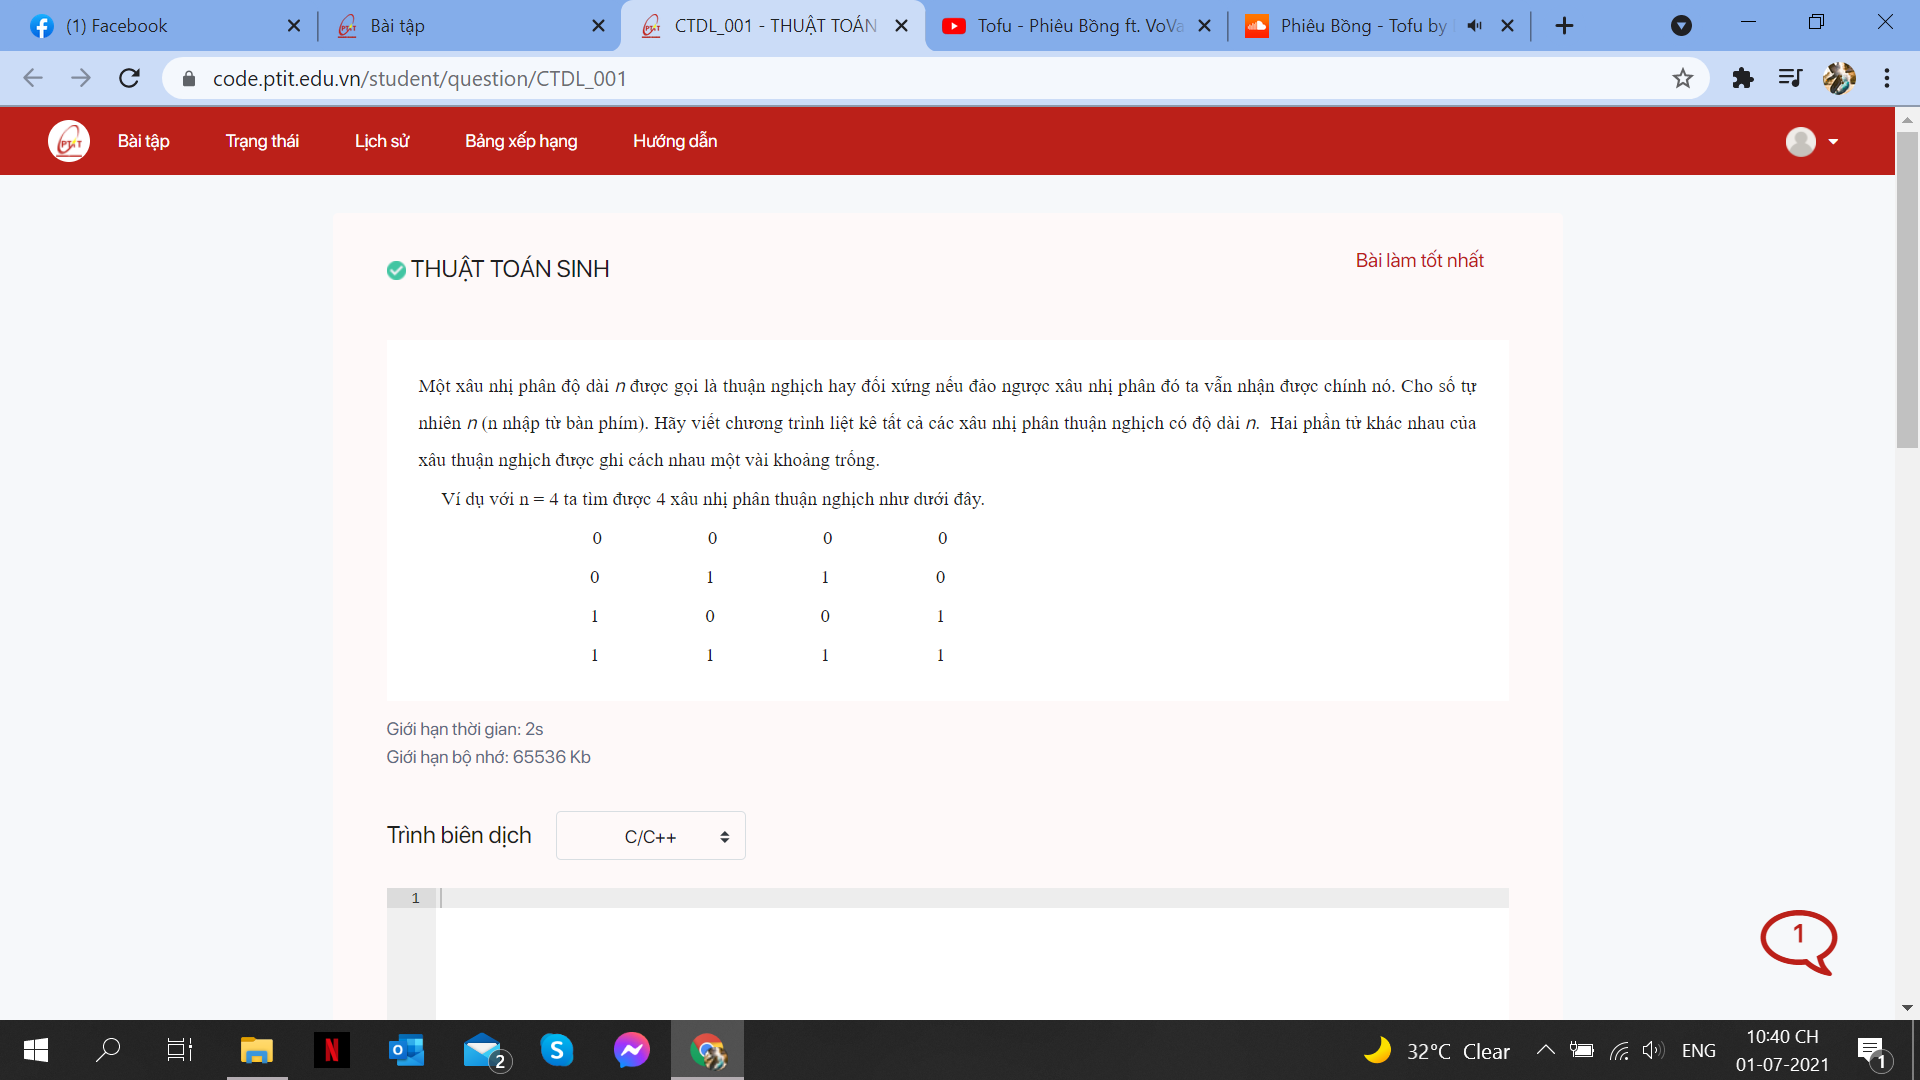 (1) Facebook
Bài tập
CTDL_001 - THUẬT TOÁN
Tofu - Phiêu Bồng ft. VoVa
Phiêu Bồng - Tofu by
code.ptit.edu.vn/student/question/CTDL_001
PTIT
Bài tập
Trạng thái
Lịch sử
Bảng xếp hạng
Hướng dẫn
THUẬT TOÁN SINH
Bài làm tốt nhất
Một xâu nhị phân độ dài n được gọi là thuận nghịch hay đối xứng nếu đảo ngược xâu nhị phân đó ta vẫn nhận được chính nó. Cho số tự
nhiên n (n nhập từ bàn phím). Hãy viết chương trình liệt kê tất cả các xâu nhị phân thuận nghịch có độ dài n. Hai phần tử khác nhau của
xâu thuận nghịch được ghi cách nhau một vài khoảng trống.
Ví dụ với n = 4 ta tìm được 4 xâu nhị phân thuận nghịch như dưới đây.
0 0 0 0
0 1 1 0
1 0 0 1
1 1 1 1
Giới hạn thời gian: 2s
Giới hạn bộ nhớ: 65536 Kb
Trình biên dịch
C/C++
1
1
2
32°C Clear
ENG
10:40 CH
01-07-2021
1